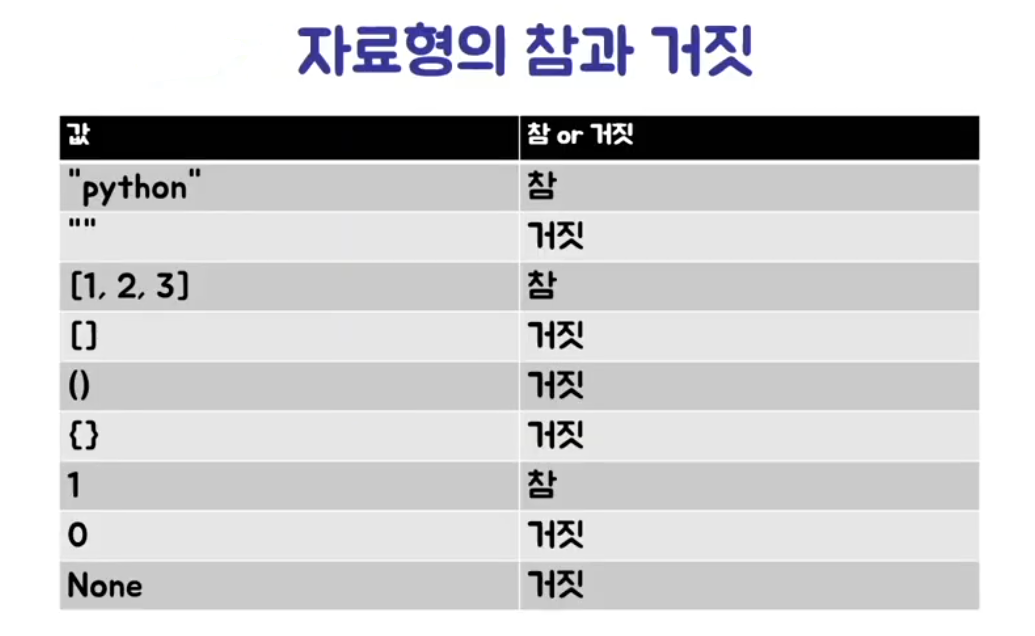 자료형의 참과 거짓
값 참 or 거짓
"python" 참
"" 거짓
[1, 2, 3] 참
[] 거짓
() 거짓
{} 거짓
1 참
0 거짓
None 거짓